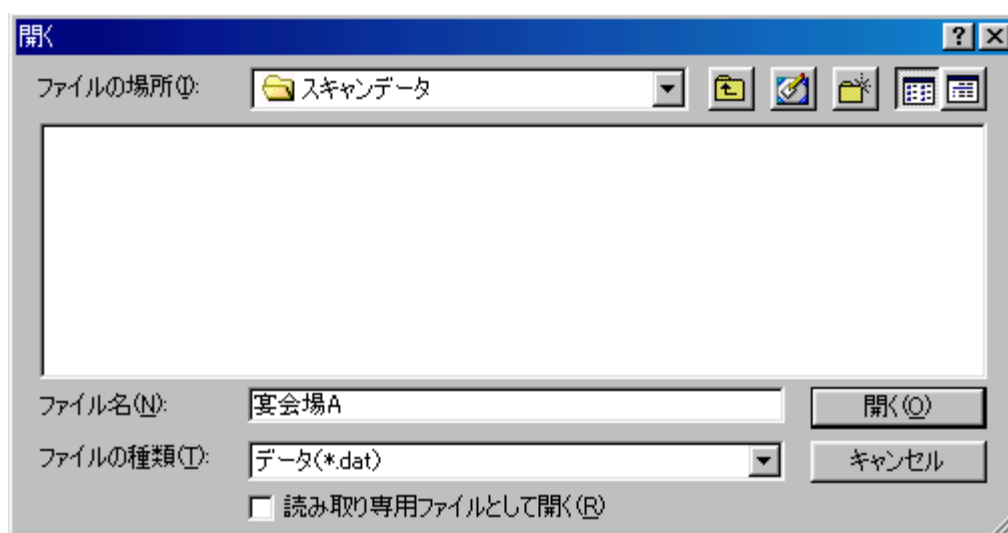 開く
ファイルの場所(I): スキャンデータ
ファイル名(N): 宴会場A 開く(O)
ファイルの種類(T): データ(*.dat) キャンセル
読み取り専用ファイルとして開く(R)